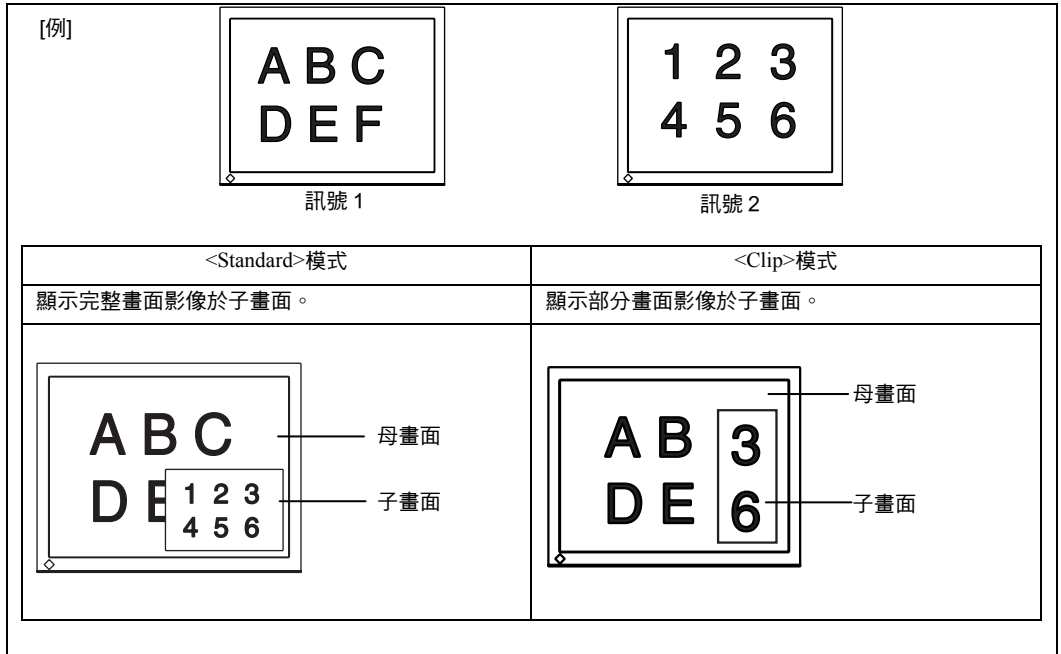 [例]
A B C
D E F
訊號 1
1 2 3
4 5 6
訊號 2
<Standard>模式
<Clip>模式
顯示完整畫面影像於子畫面。
顯示部分畫面影像於子畫面。
A B C
D E
1 2 3
4 5 6
母畫面
子畫面
A B
D E
3
6
母畫面
子畫面